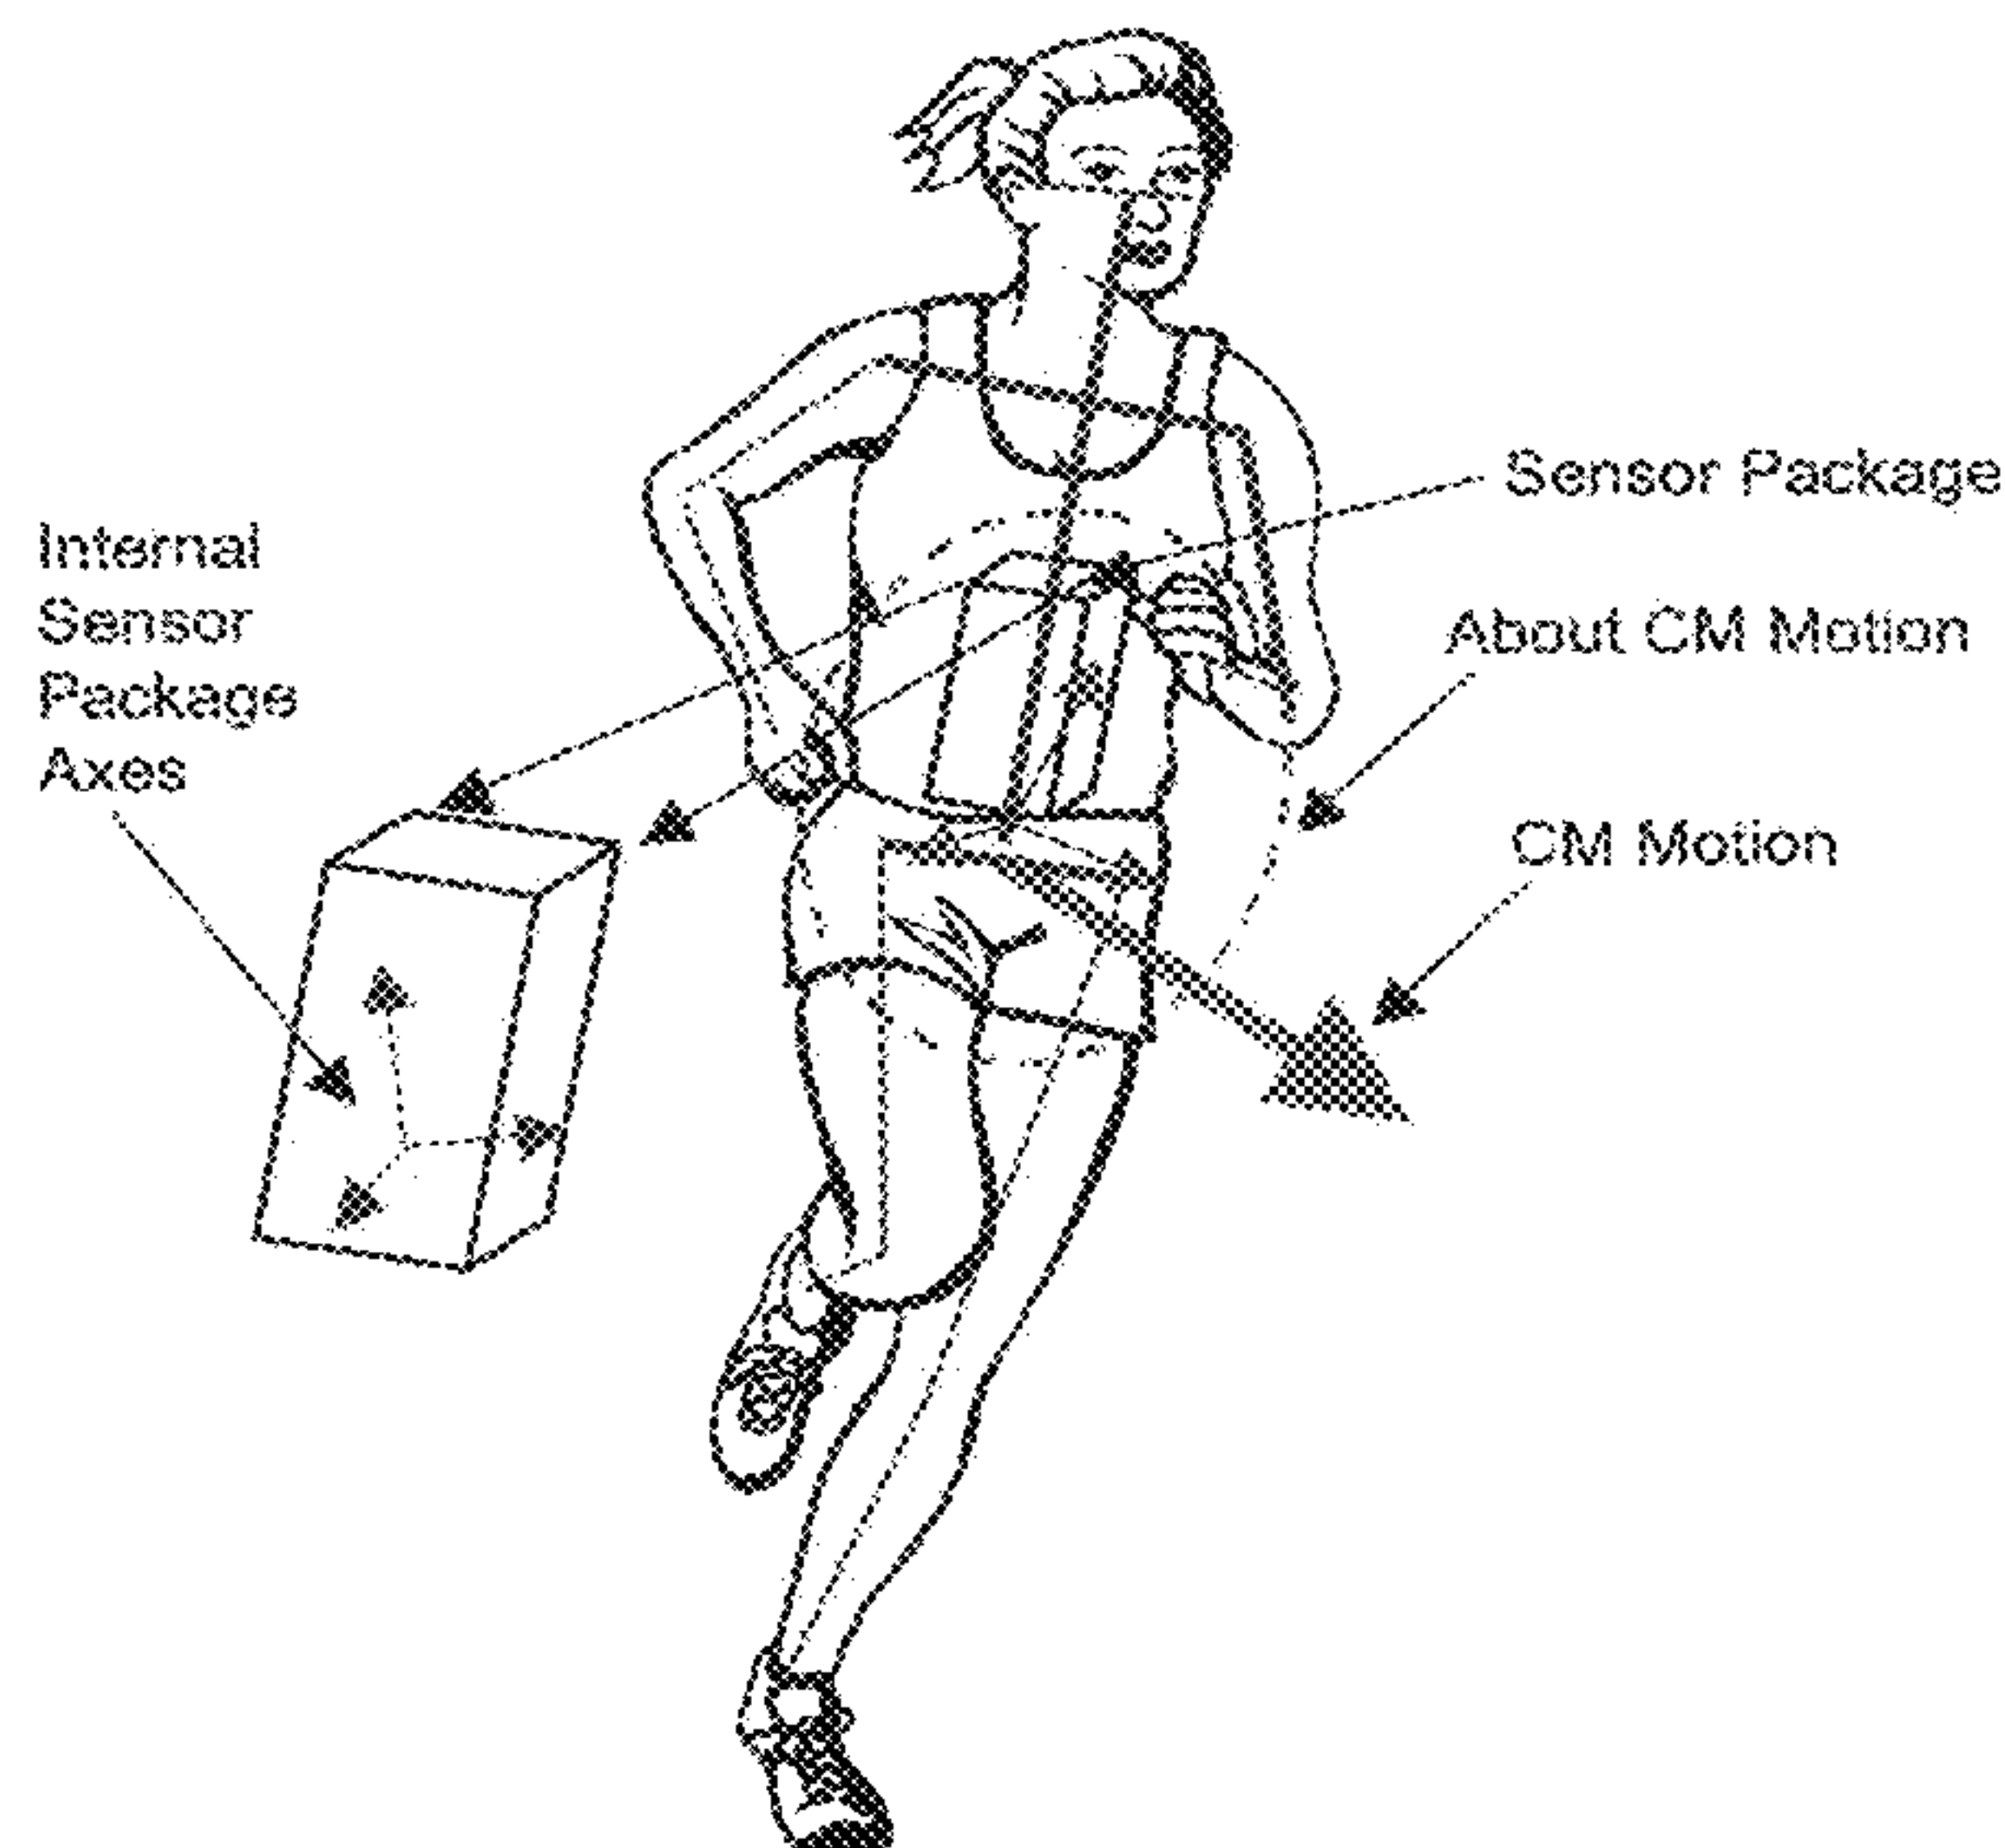 Internal
Sensor
Package
Axes
Sensor Package
About CM Motion
CM Motion